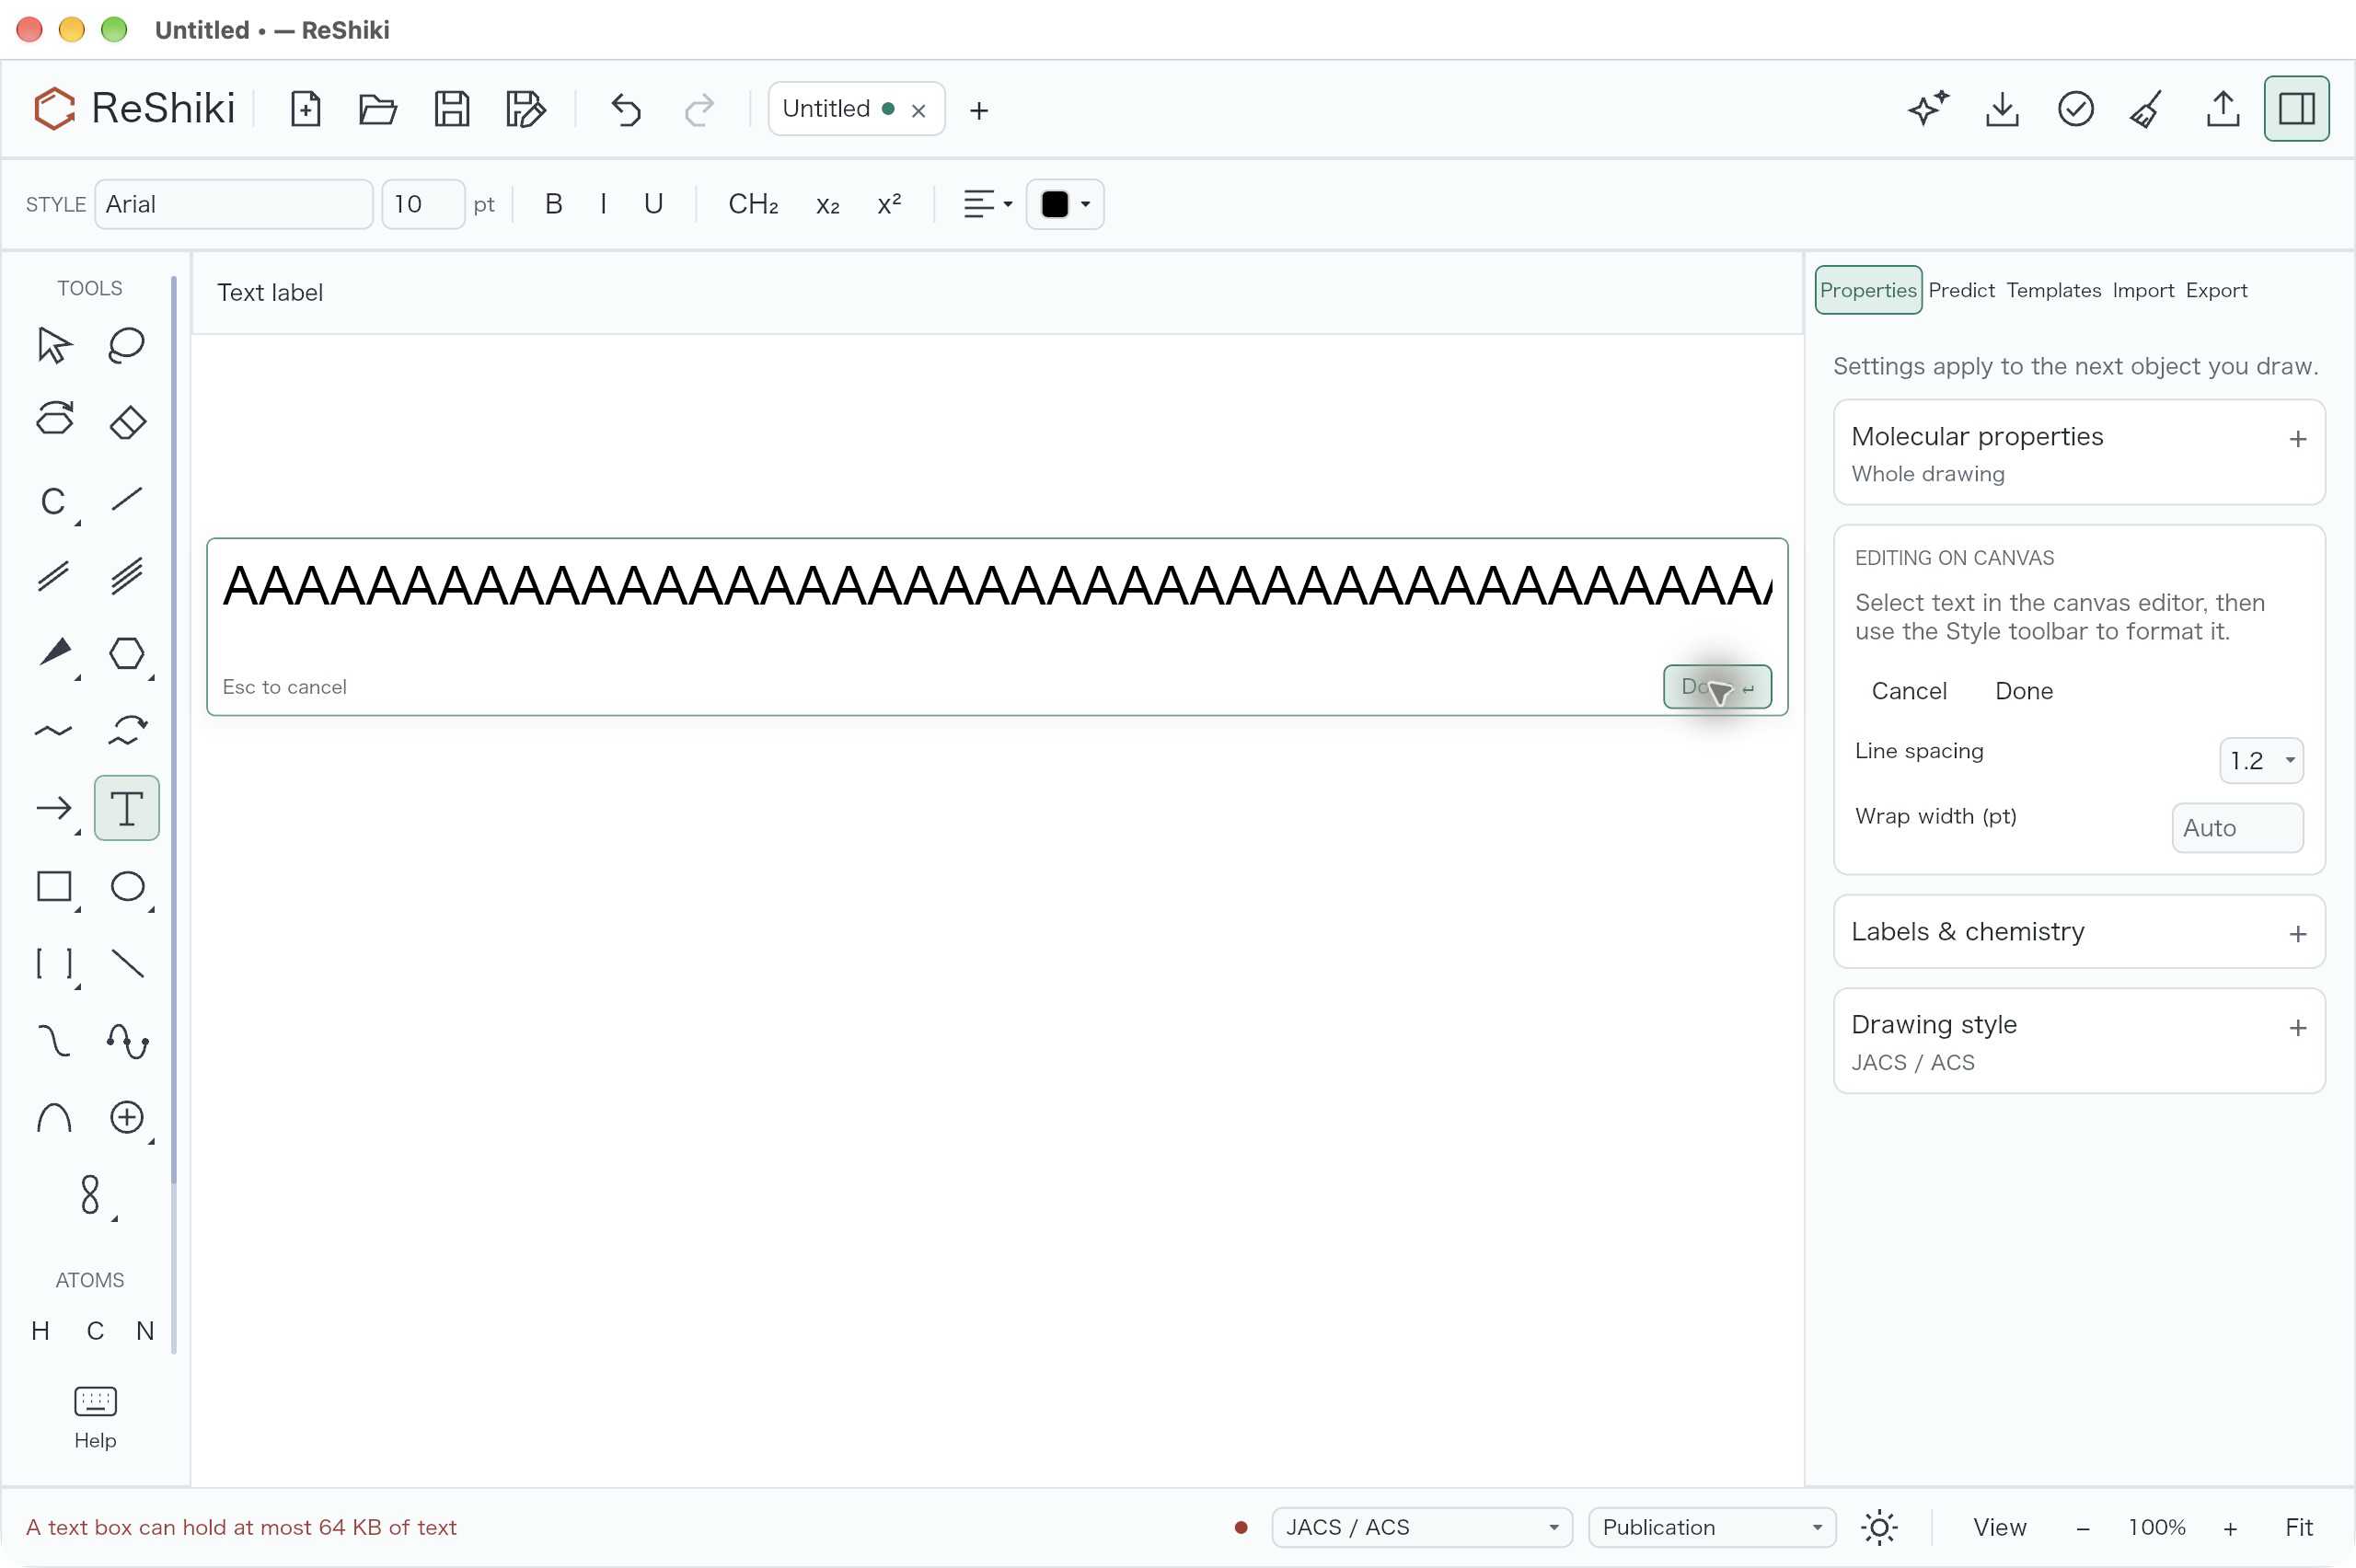 Untitled • — ReShiki
ReShiki
Untitled
STYLE Arial 10 pt B I U CH₂ x₂ x²
TOOLS
Text label
Properties Predict Templates Import Export
Settings apply to the next object you draw.
Molecular properties
Whole drawing
EDITING ON CANVAS
Select text in the canvas editor, then
use the Style toolbar to format it.
Cancel Done
Line spacing 1.2
Wrap width (pt) Auto
Labels & chemistry
Drawing style
JACS / ACS
AAAAAAAAAAAAAAAAAAAAAAAAAAAAAAAAAAAAAAAAAAA
Esc to cancel
C
T
ATOMS
H C N
Help
A text box can hold at most 64 KB of text
JACS / ACS Publication View − 100% + Fit